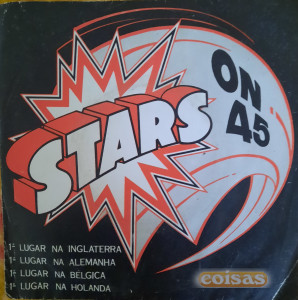 STARS
ON
45
1º LUGAR NA INGLATERRA
1º LUGAR NA ALEMANHA
1º LUGAR NA BÉLGICA
1º LUGAR NA HOLANDA
coisas